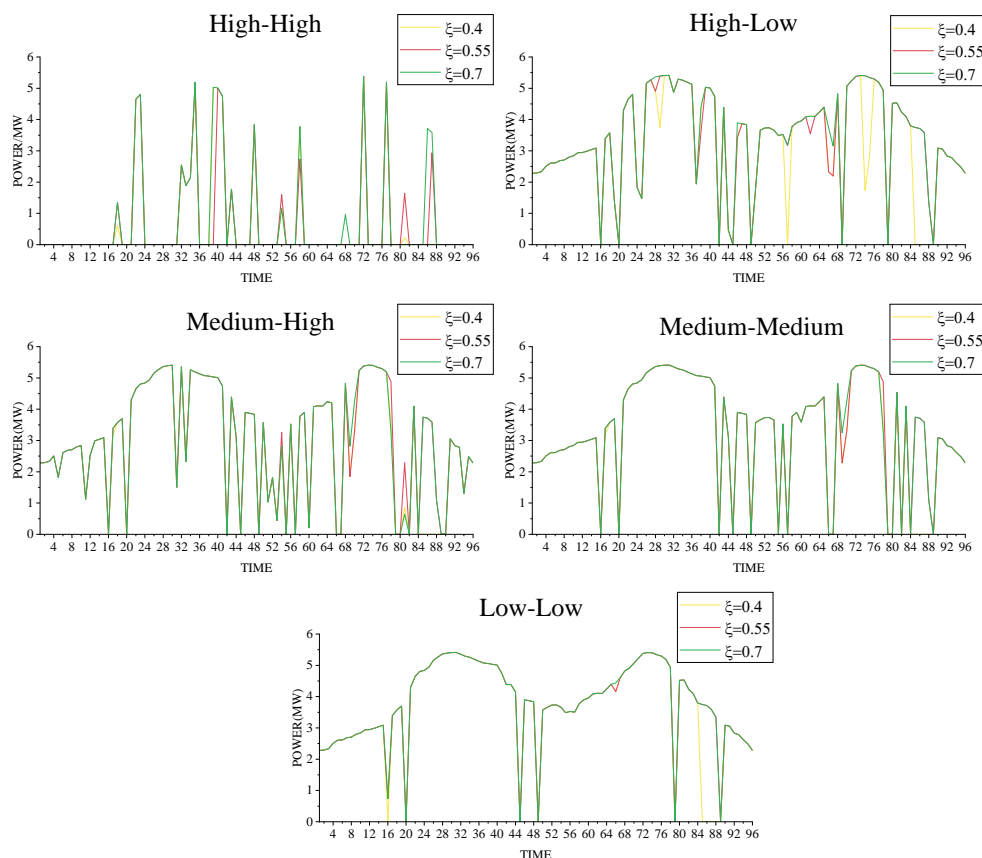 High-High
ξ=0.4
ξ=0.55
ξ=0.7
POWER/MW
6
5
4
3
2
1
0
4 8 12 16 20 24 28 32 36 40 44 48 52 56 60 64 68 72 76 80 84 88 92 96
TIME
High-Low
ξ=0.4
ξ=0.55
ξ=0.7
POWER(MW)
6
5
4
3
2
1
0
4 8 12 16 20 24 28 32 36 40 44 48 52 56 60 64 68 72 76 80 84 88 92 96
TIME
Medium-High
ξ=0.4
ξ=0.55
ξ=0.7
POWER(MW)
6
5
4
3
2
1
0
4 8 12 16 20 24 28 32 36 40 44 48 52 56 60 64 68 72 76 80 84 88 92 96
TIME
Medium-Medium
ξ=0.4
ξ=0.55
ξ=0.7
POWER(MW)
6
5
4
3
2
1
0
4 8 12 16 20 24 28 32 36 40 44 48 52 56 60 64 68 72 76 80 84 88 92 96
TIME
Low-Low
ξ=0.4
ξ=0.55
ξ=0.7
POWER(MW)
6
5
4
3
2
1
0
4 8 12 16 20 24 28 32 36 40 44 48 52 56 60 64 68 72 76 80 84 88 92 96
TIME